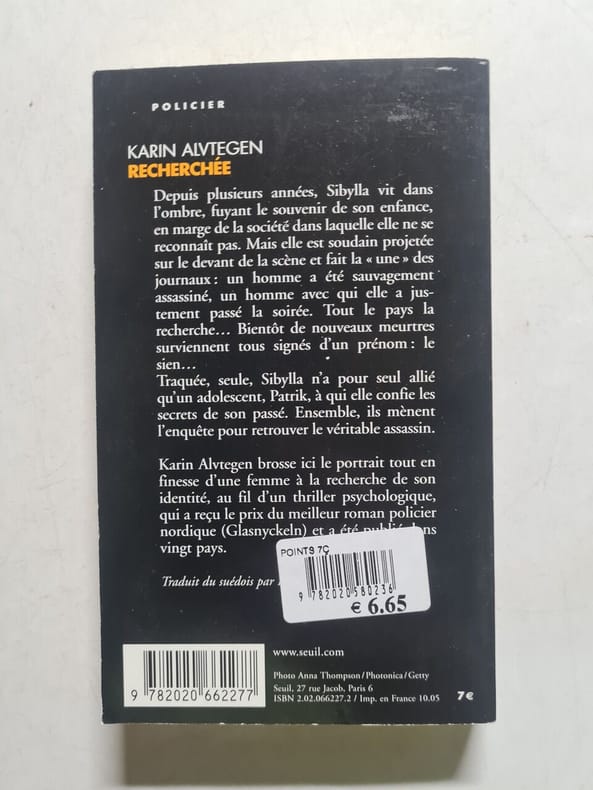 POLICIER
KARIN ALVTEGEN
RECHERCHÉE
Depuis plusieurs années, Sibylla vit dans
l'ombre, fuyant le souvenir de son enfance,
en marge de la société dans laquelle elle ne se
reconnaît pas. Mais elle est soudain projetée
sur le devant de la scène et fait la « une » des
journaux : un homme a été sauvagement
assassiné, un homme avec qui elle a jus-
tement passé la soirée. Tout le pays la
recherche... Bientôt de nouveaux meurtres
surviennent tous signés d'un prénom : le
sien...
Traquée, seule, Sibylla n'a pour seul allié
qu'un adolescent, Patrik, à qui elle confie les
secrets de son passé. Ensemble, ils mènent
l'enquête pour retrouver le véritable assassin.
Karin Alvtegen brosse ici le portrait tout en
finesse d'une femme à la recherche de son
identité, au fil d'un thriller psychologique,
qui a reçu le prix du meilleur roman policier
nordique (Glasnyckeln) et a été publié dans
vingt pays.
Traduit du suédois par
POINTS 7Ç
9 782020 580236
€ 6.65
9 782020 662277
www.seuil.com
Photo Anna Thompson / Photonica / Getty
Seuil, 27 rue Jacob, Paris 6
ISBN 2.02.066227.2 / Imp. en France 10.05
7 €